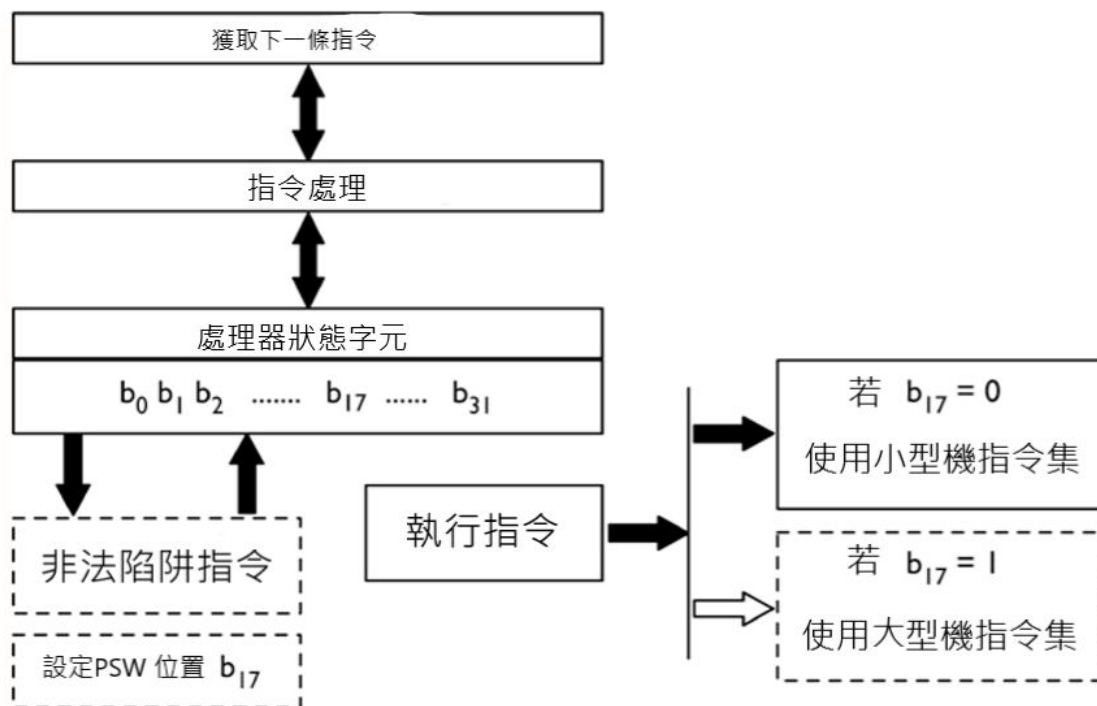 獲取下一條指令
指令處理
處理器狀態字元
b₀ b₁ b₂ ....... b₁₇ ...... b₃₁
若 b₁₇ = 0
使用小型機指令集
執行指令
非法陷阱指令
若 b₁₇ = 1
使用大型機指令集
設定PSW 位置 b₁₇